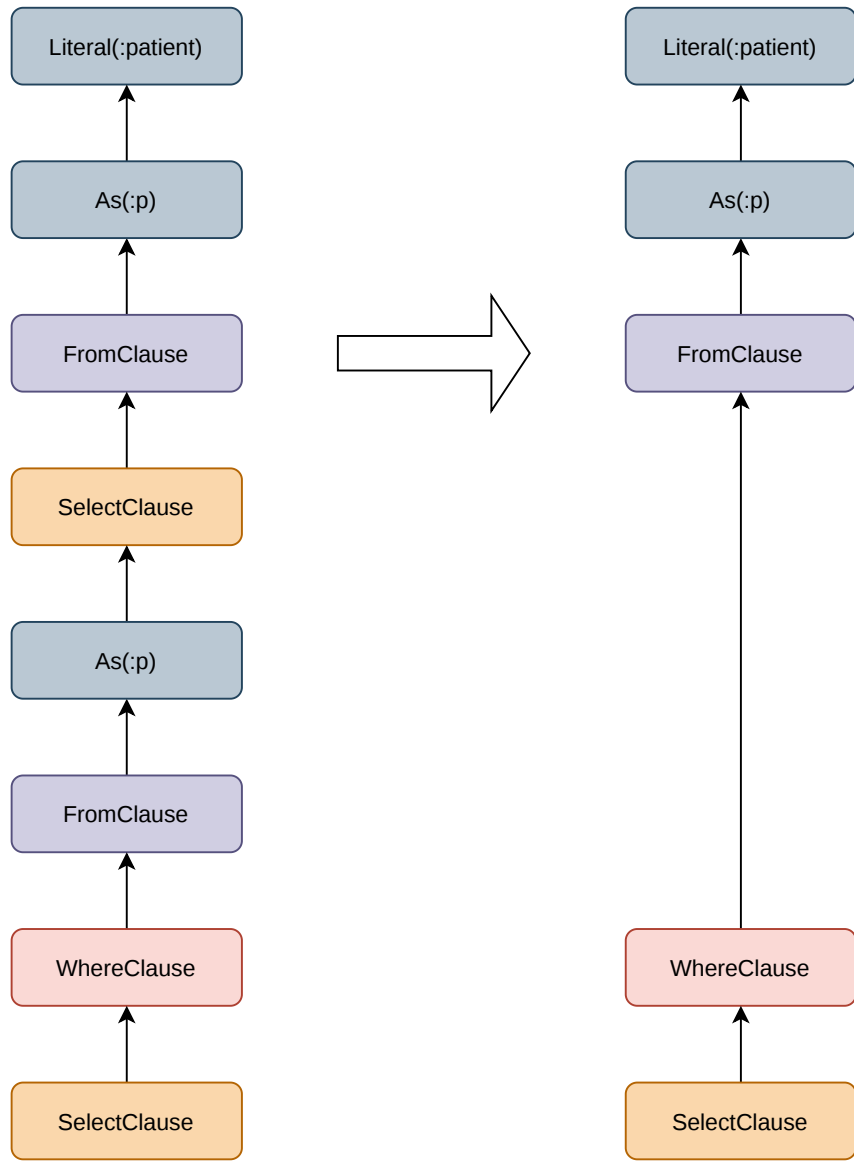 Literal(:patient)
As(:p)
FromClause
SelectClause
As(:p)
FromClause
WhereClause
SelectClause
Literal(:patient)
As(:p)
FromClause
WhereClause
SelectClause